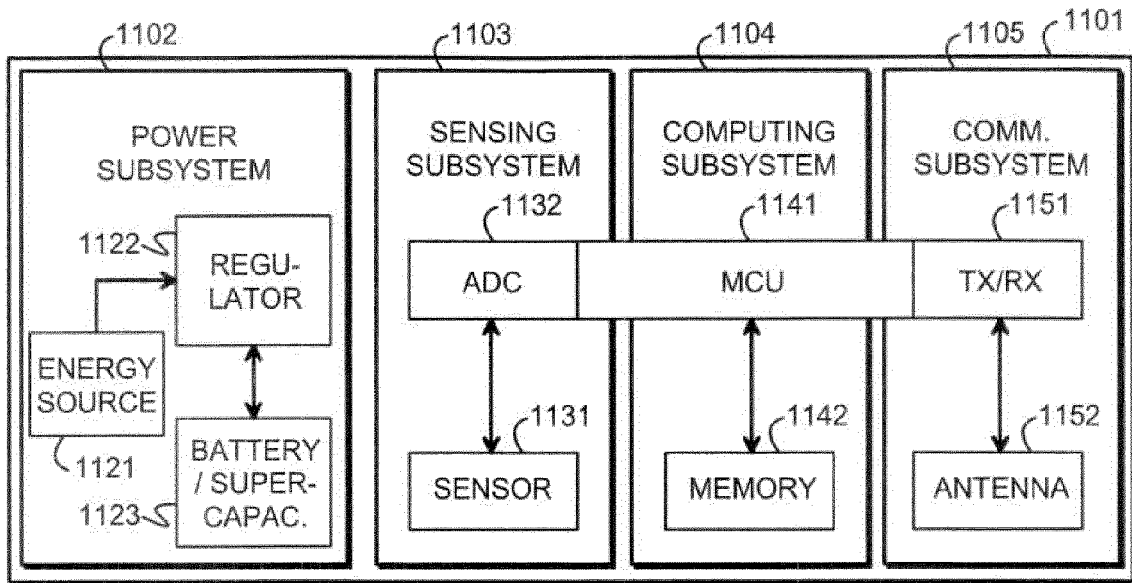 1102
1103
1104
1105
1101
POWER
SUBSYSTEM
SENSING
SUBSYSTEM
COMPUTING
SUBSYSTEM
COMM.
SUBSYSTEM
1122
REGU-
LATOR
ENERGY
SOURCE
1121
BATTERY
/ SUPER-
CAPAC.
1123
1132
ADC
1141
MCU
1151
TX/RX
1131
SENSOR
1142
MEMORY
1152
ANTENNA